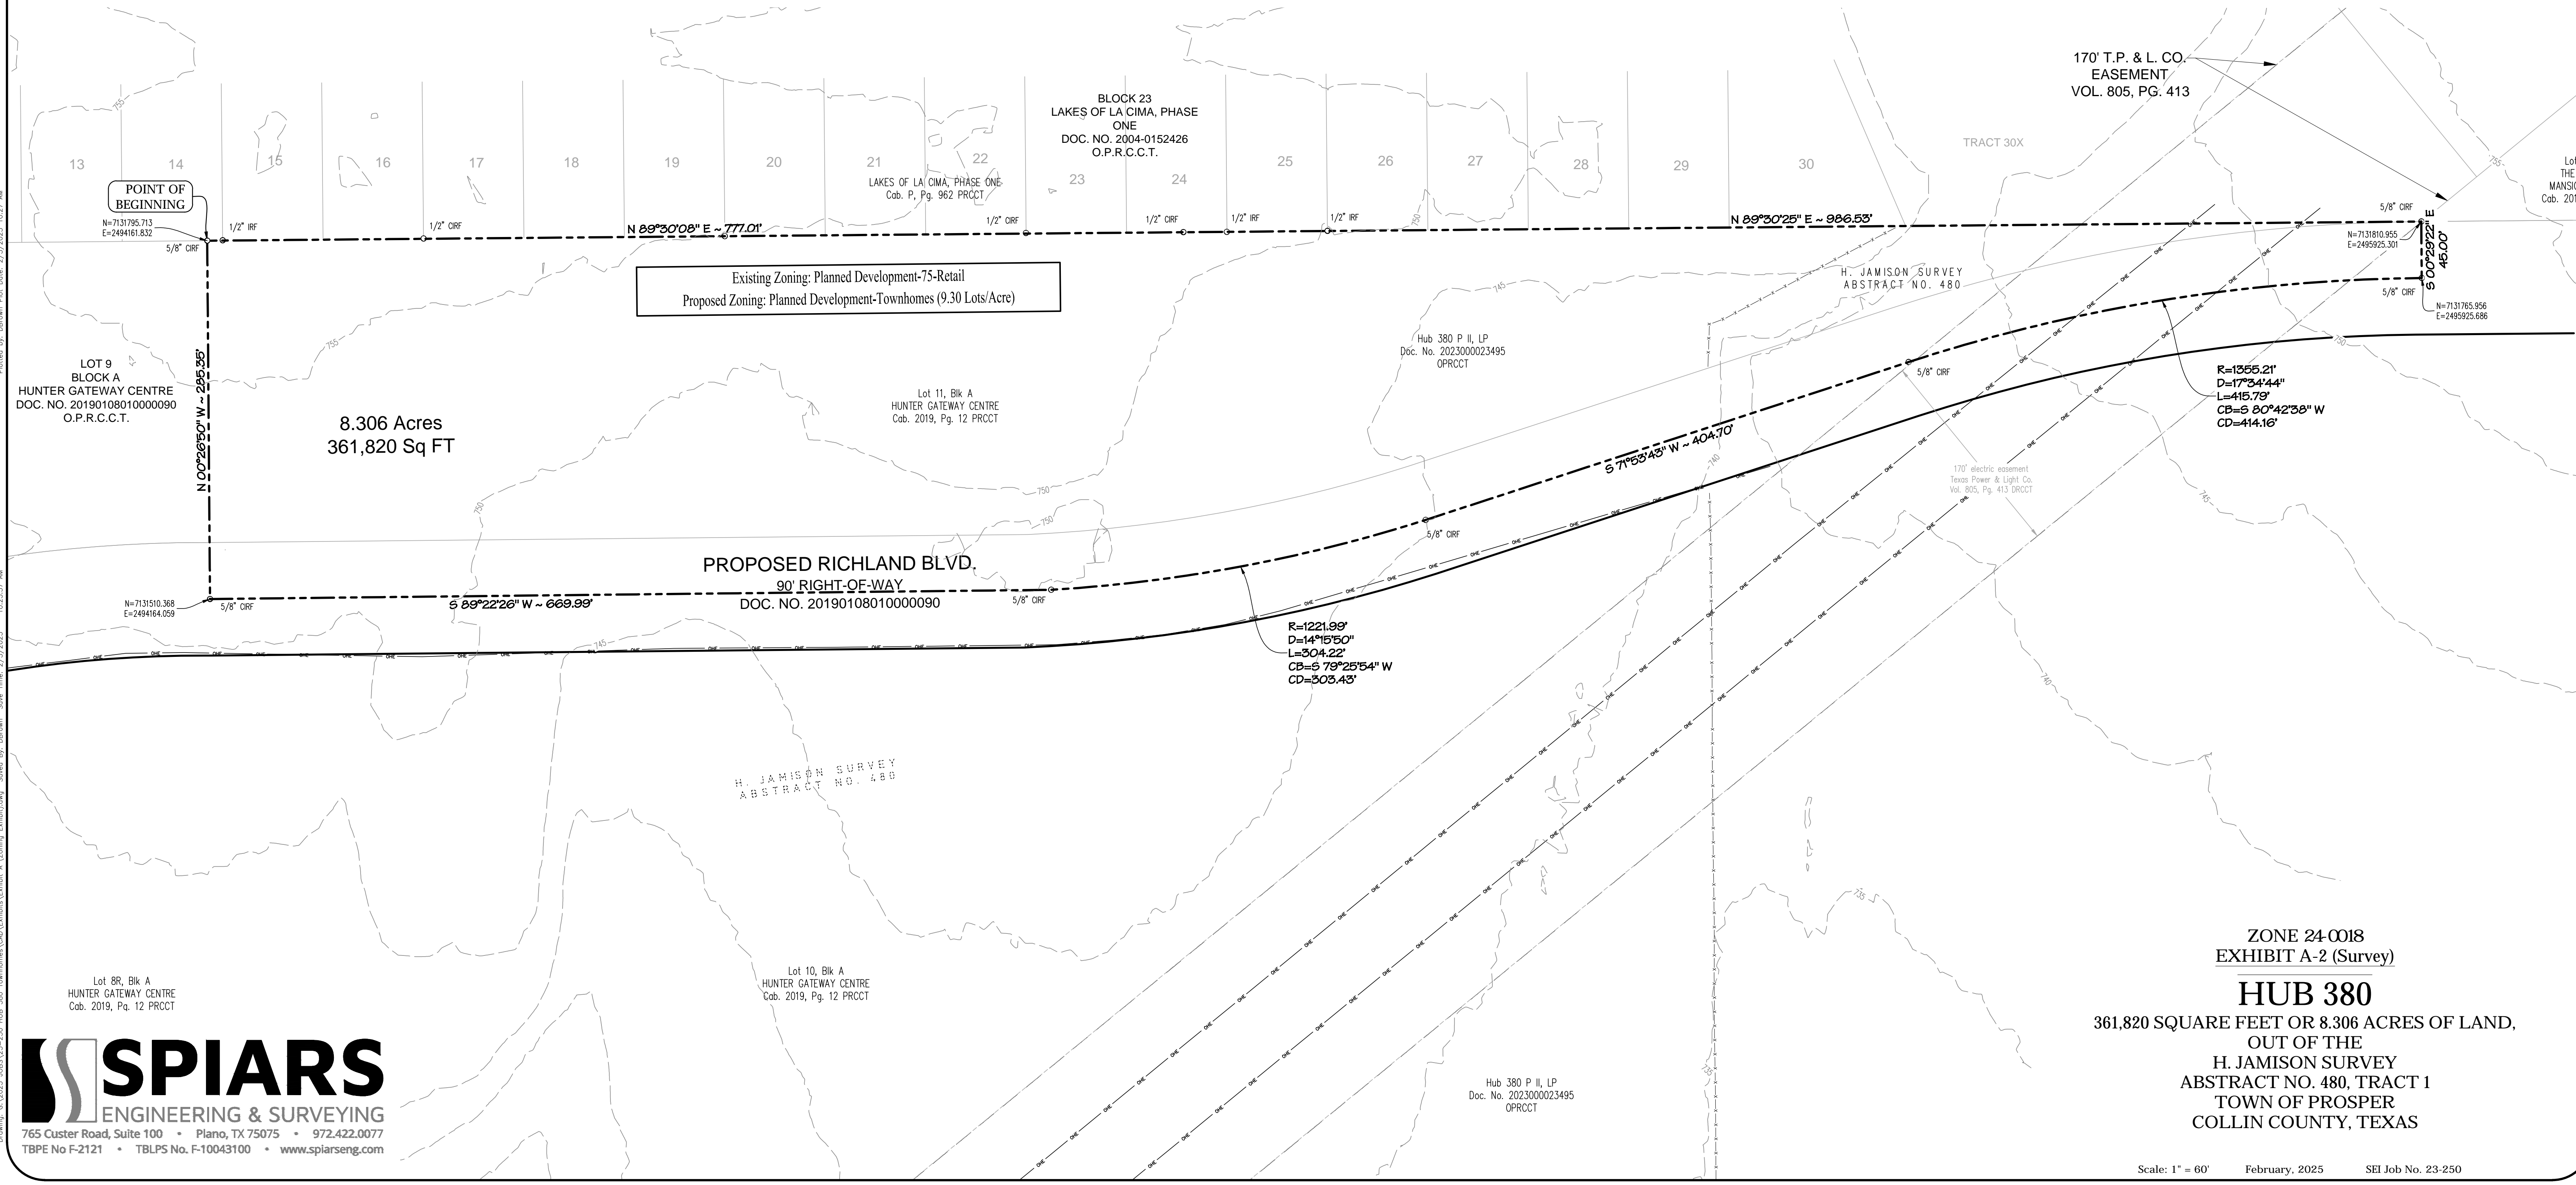 170' T.P. & L. CO.
EASEMENT
VOL. 805, PG. 413
BLOCK 23
LAKES OF LA CIMA, PHASE
ONE
DOC. NO. 2004-0152426
O.P.R.C.C.T.
TRACT 30X
755
13
14
15
16
17
18
19
20
21
22
23
24
25
26
27
28
29
30
755
LAKES OF LA CIMA, PHASE ONE
Cab. P, Pg. 962 PRCCT
POINT OF
BEGINNING
N=7131795.713
E=2494161.832
5/8" CIRF
1/2" IRF
1/2" CIRF
N 89°30'08" E ~ 777.01'
1/2" CIRF
1/2" CIRF
1/2" IRF
1/2" IRF
750
N 89°30'25" E ~ 986.53'
5/8" CIRF
N=7131810.955
E=2495925.301
S 00°29'22" E
45.00'
5/8" CIRF
N=7131765.956
E=2495925.686
Existing Zoning: Planned Development-75-Retail
Proposed Zoning: Planned Development-Townhomes (9.30 Lots/Acre)
H. JAMISON SURVEY
ABSTRACT NO. 480
745
755
750
Hub 380 P II, LP
Doc. No. 2023000023495
OPRCCT
LOT 9
BLOCK A
HUNTER GATEWAY CENTRE
DOC. NO. 20190108010000090
O.P.R.C.C.T.
N 00°26'50" W ~ 285.35'
8.306 Acres
361,820 Sq FT
Lot 11, Blk A
HUNTER GATEWAY CENTRE
Cab. 2019, Pg. 12 PRCCT
5/8" CIRF
R=1355.21'
D=17°34'44"
L=415.79'
CB=S 80°42'38" W
CD=414.16'
S 71°53'43" W ~ 404.70'
740
170' electric easement
Texas Power & Light Co.
Vol. 805, Pg. 413 DRCCT
745
750
750
750
5/8" CIRF
PROPOSED RICHLAND BLVD.
90' RIGHT-OF-WAY
DOC. NO. 20190108010000090
N=7131510.368
E=2494164.059
5/8" CIRF
S 89°22'26" W ~ 669.99'
5/8" CIRF
R=1221.99'
D=14°15'50"
L=304.22'
CB=S 79°25'54" W
CD=303.43'
745
740
H. JAMISON SURVEY
ABSTRACT NO. 480
735
735
Lot 8R, Blk A
HUNTER GATEWAY CENTRE
Cab. 2019, Pg. 12 PRCCT
Lot 10, Blk A
HUNTER GATEWAY CENTRE
Cab. 2019, Pg. 12 PRCCT
Hub 380 P II, LP
Doc. No. 2023000023495
OPRCCT
SPIARS
ENGINEERING & SURVEYING
765 Custer Road, Suite 100 • Plano, TX 75075 • 972.422.0077
TBPE No F-2121 • TBLPS No. F-10043100 • www.spiarseng.com
ZONE 24-0018
EXHIBIT A-2 (Survey)
HUB 380
361,820 SQUARE FEET OR 8.306 ACRES OF LAND,
OUT OF THE
H. JAMISON SURVEY
ABSTRACT NO. 480, TRACT 1
TOWN OF PROSPER
COLLIN COUNTY, TEXAS
Scale: 1" = 60' February, 2025 SEI Job No. 23-250